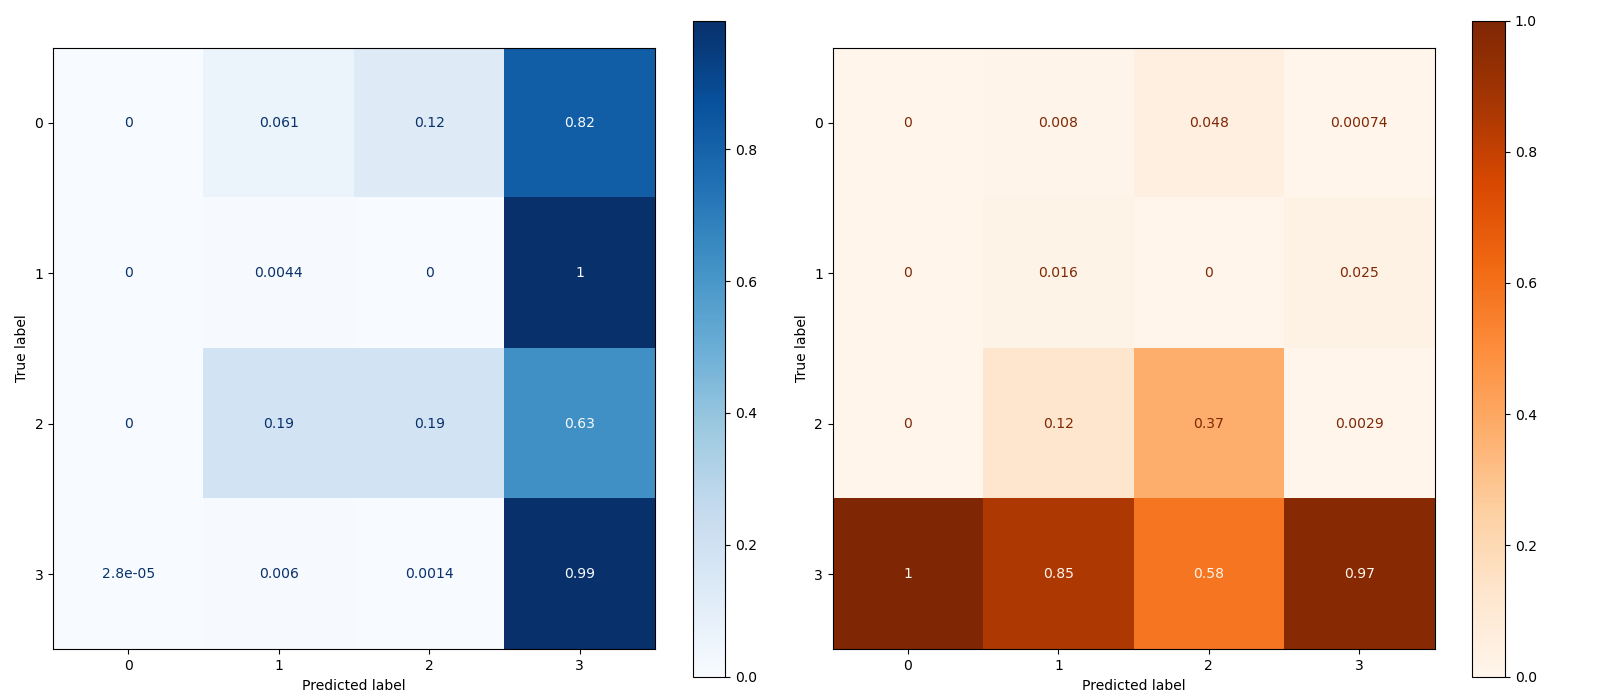 0 0.061 0.12 0.82
1 0 0.0044 0 1
2 0 0.19 0.19 0.63
3 2.8e-05 0.006 0.0014 0.99
0 1 2 3
True label
Predicted label
0.8
0.6
0.4
0.2
0.0
0 0 0.008 0.048 0.00074
1 0 0.016 0 0.025
2 0 0.12 0.37 0.0029
3 1 0.85 0.58 0.97
0 1 2 3
True label
Predicted label
1.0
0.8
0.6
0.4
0.2
0.0